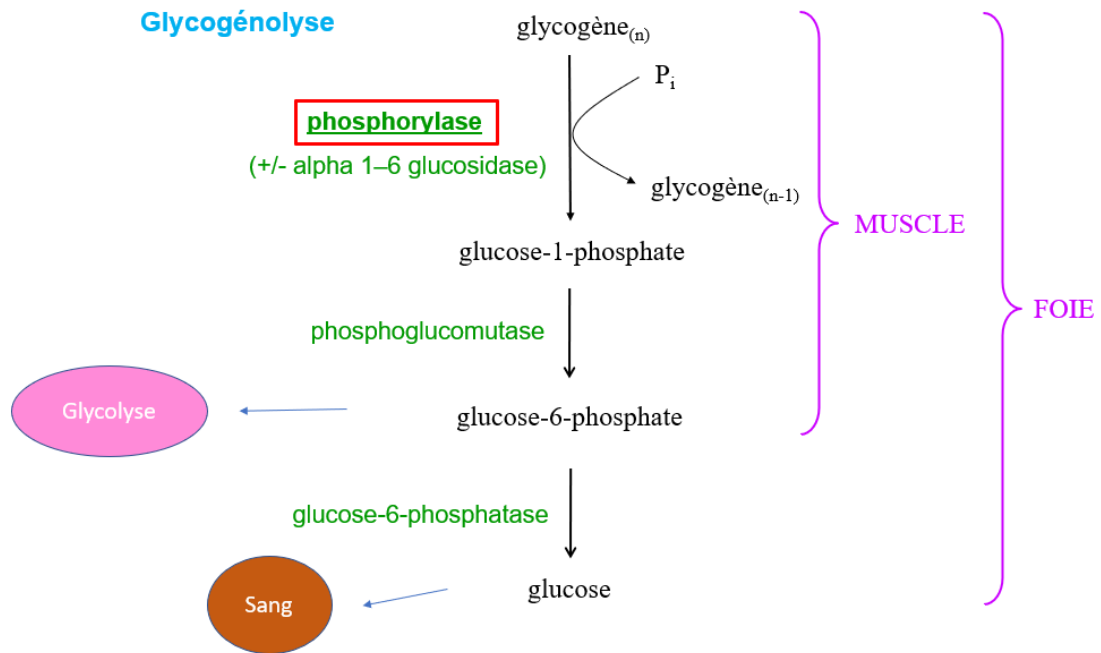 Glycogénolyse
glycogène(n)
Pi
phosphorylase
(+/- alpha 1–6 glucosidase)
glycogène(n-1)
MUSCLE
glucose-1-phosphate
FOIE
phosphoglucomutase
Glycolyse
glucose-6-phosphate
glucose-6-phosphatase
glucose
Sang